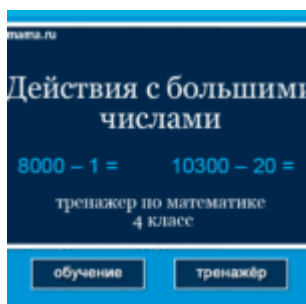 mama.ru
Действия с большими
числами
8000 – 1 = 10300 – 20 =
тренажер по математике
4 класс
обучение тренажёр